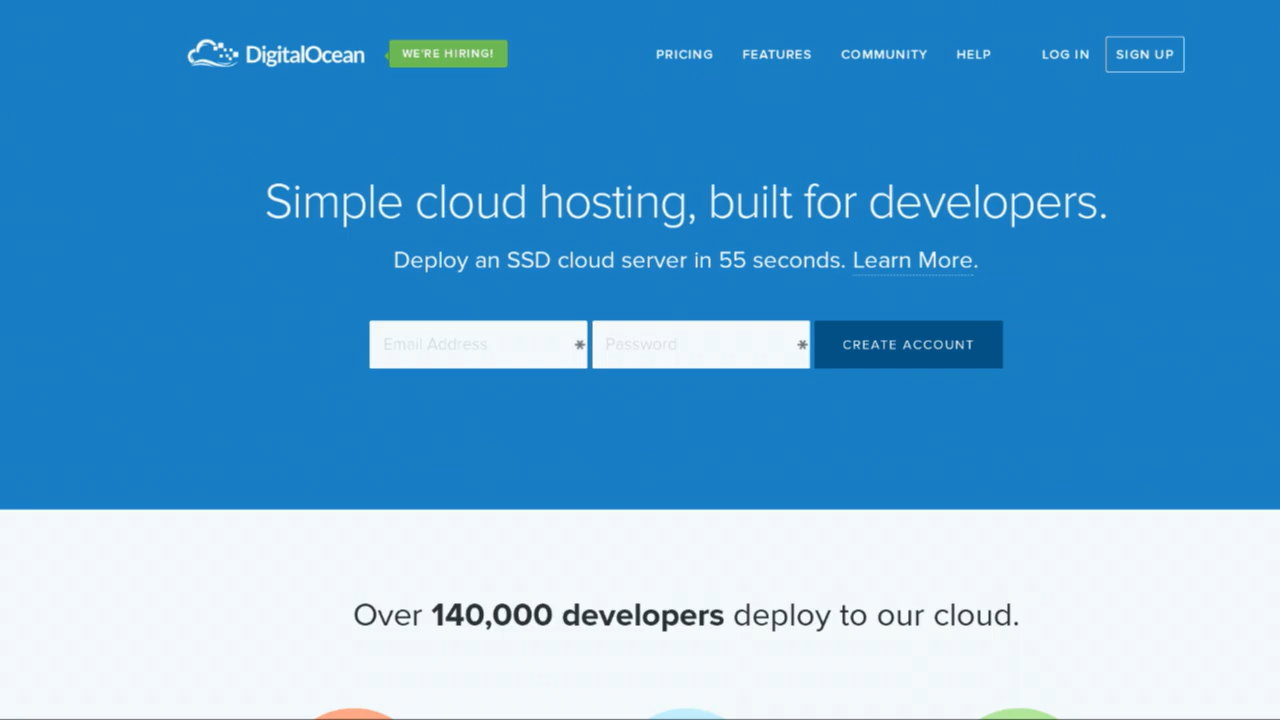 DigitalOcean WE'RE HIRING! PRICING FEATURES COMMUNITY HELP LOG IN SIGN UP
Simple cloud hosting, built for developers.
Deploy an SSD cloud server in 55 seconds. Learn More.
Email Address * Password * CREATE ACCOUNT
Over 140,000 developers deploy to our cloud.